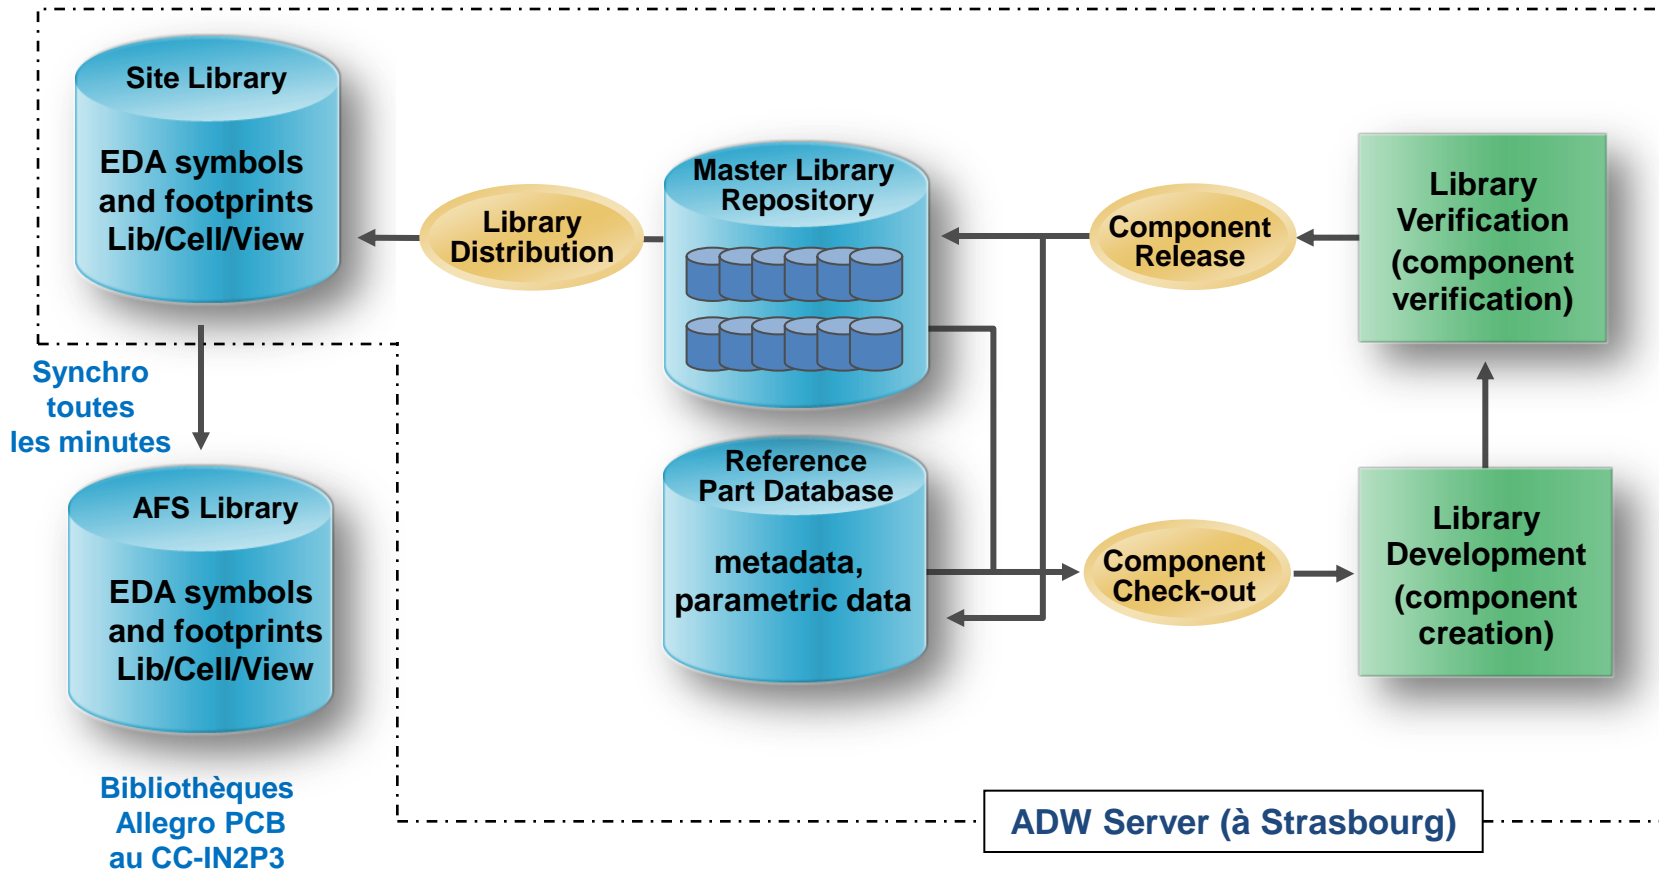 Site Library
EDA symbols
and footprints
Lib/Cell/View
Synchro
toutes
les minutes
AFS Library
EDA symbols
and footprints
Lib/Cell/View
Bibliothèques
Allegro PCB
au CC-IN2P3
Library
Distribution
Master Library
Repository
Reference
Part Database
metadata,
parametric data
Component
Release
Component
Check-out
Library
Verification
(component
verification)
Library
Development
(component
creation)
ADW Server (à Strasbourg)